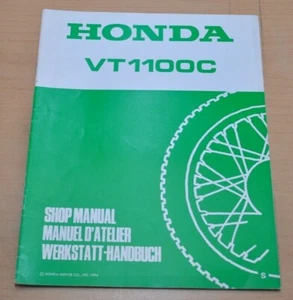 HONDA
VT1100C
SHOP MANUAL
MANUEL D'ATELIER
WERKSTATT-HANDBUCH
S